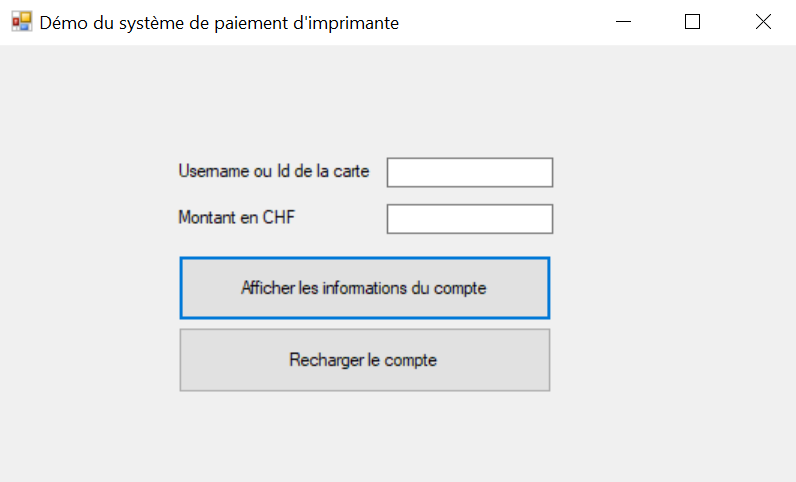 Démo du système de paiement d'imprimante
Username ou Id de la carte
Montant en CHF
Afficher les informations du compte
Recharger le compte